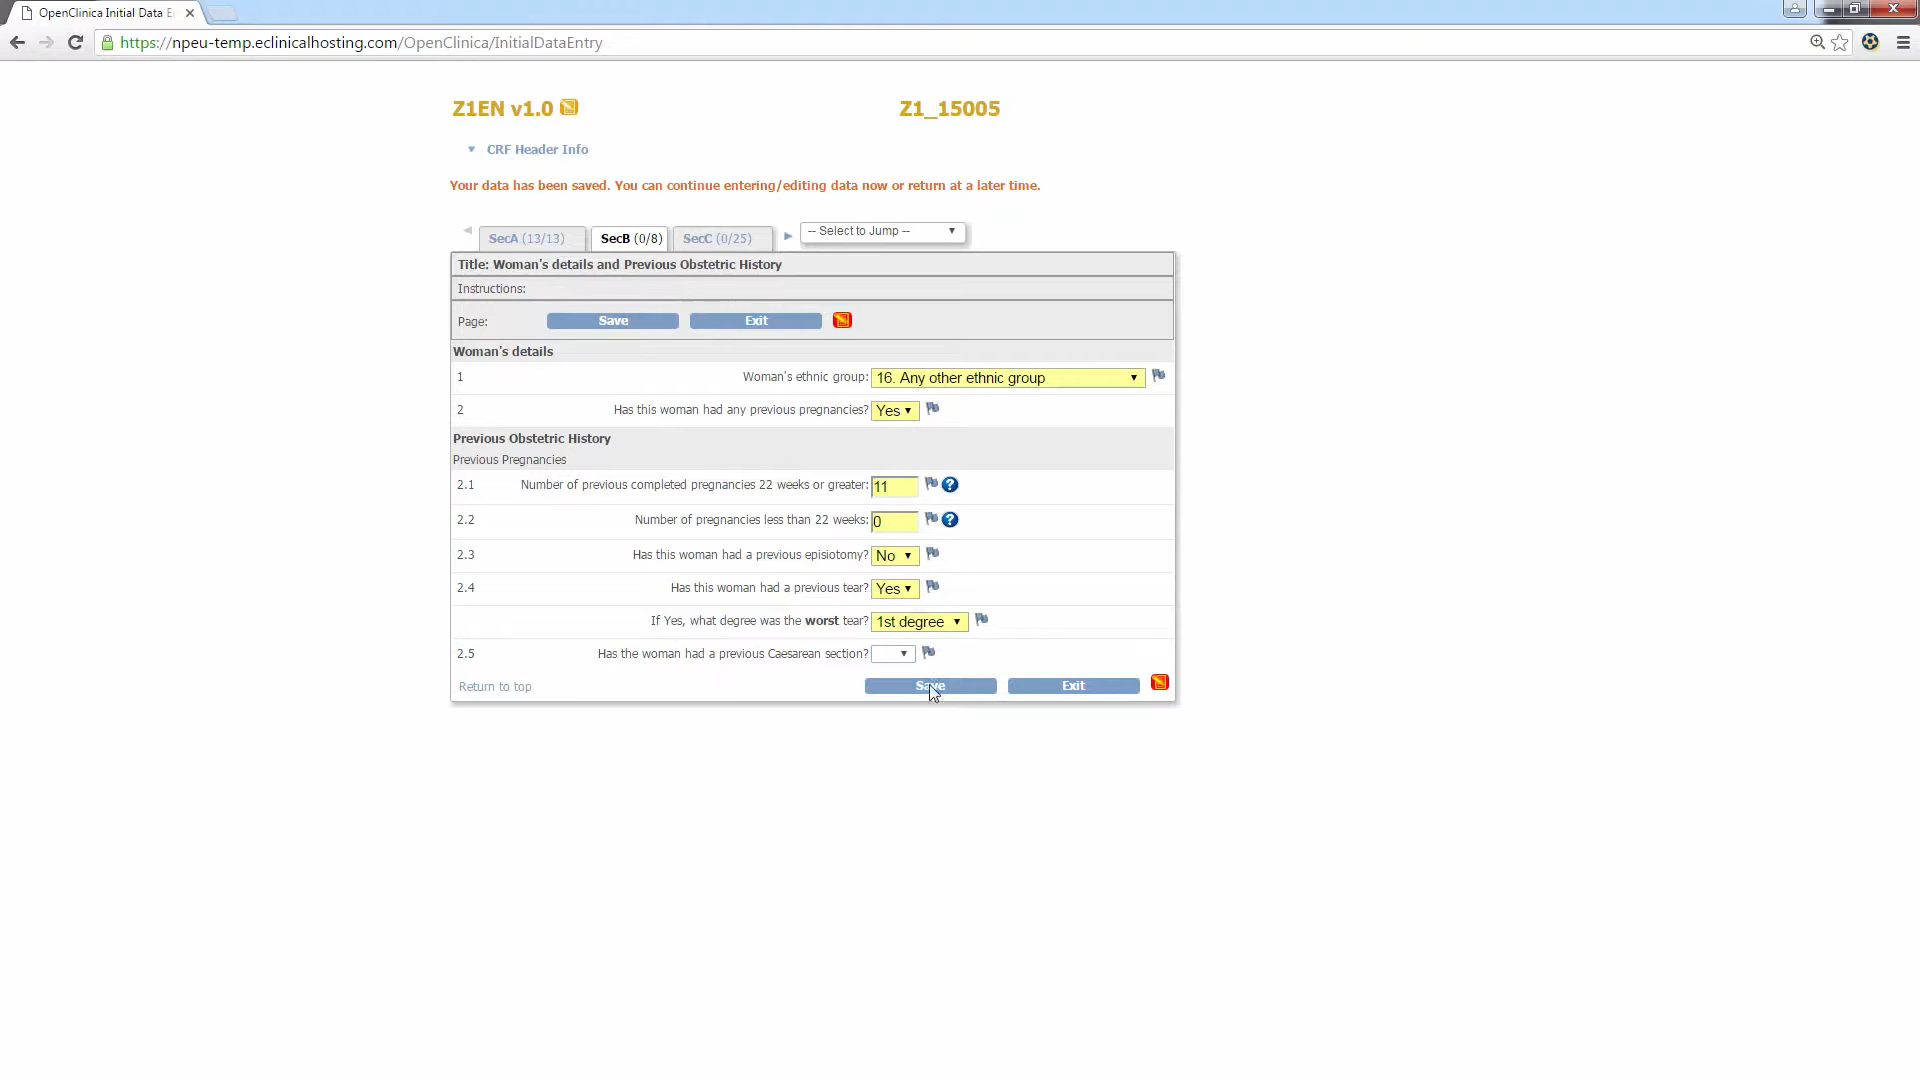 OpenClinica Initial Data E
https://npeu-temp.eclinicalhosting.com/OpenClinica/InitialDataEntry
Z1EN v1.0 Z1_15005
CRF Header Info
Your data has been saved. You can continue entering/editing data now or return at a later time.
SecA (13/13) SecB (0/8) SecC (0/25) -- Select to Jump --
Title: Woman's details and Previous Obstetric History
Instructions:
Page: Save Exit
Woman's details
1 Woman's ethnic group: 16. Any other ethnic group
2 Has this woman had any previous pregnancies? Yes
Previous Obstetric History
Previous Pregnancies
2.1 Number of previous completed pregnancies 22 weeks or greater: 11
2.2 Number of pregnancies less than 22 weeks: 0
2.3 Has this woman had a previous episiotomy? No
2.4 Has this woman had a previous tear? Yes
If Yes, what degree was the worst tear? 1st degree
2.5 Has the woman had a previous Caesarean section?
Return to top Save Exit